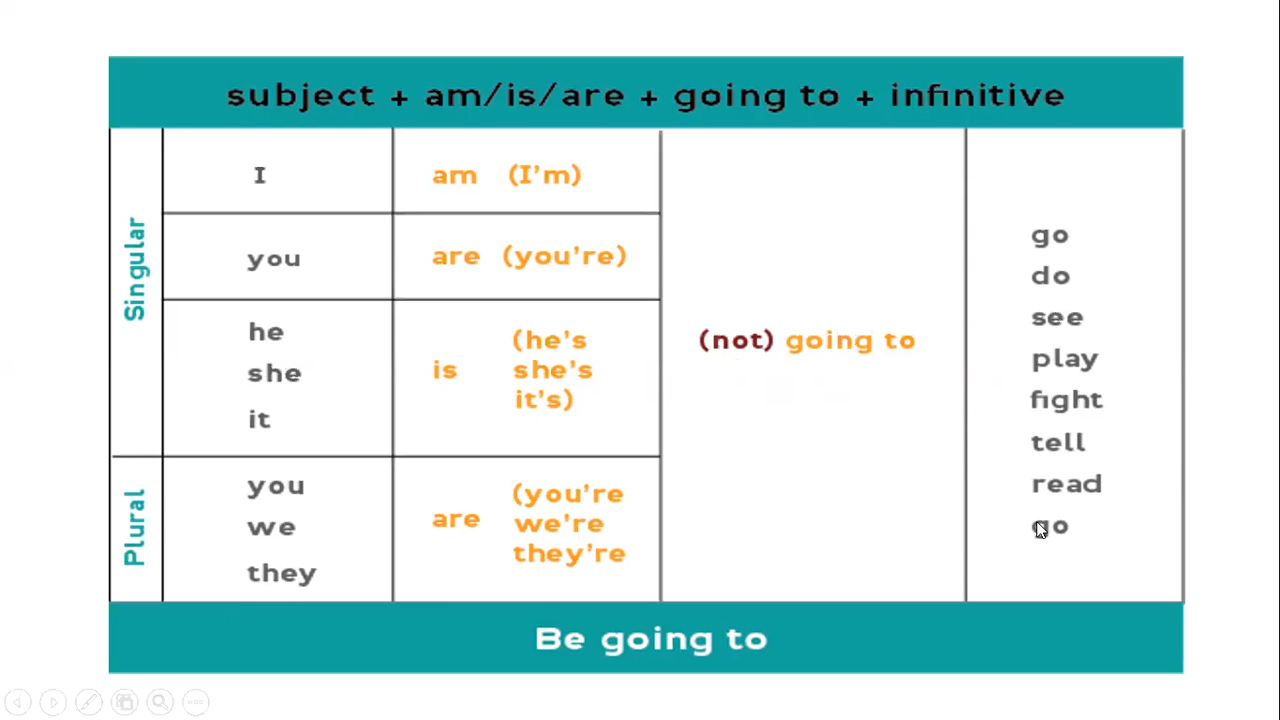 subject + am/is/are + going to + infinitive
Singular
I
am (I'm)
you
are (you're)
he
she
it
is
(he's
she's
it's)
Plural
you
we
they
are
(you're
we're
they're
(not) going to
go
do
see
play
fight
tell
read
go
Be going to